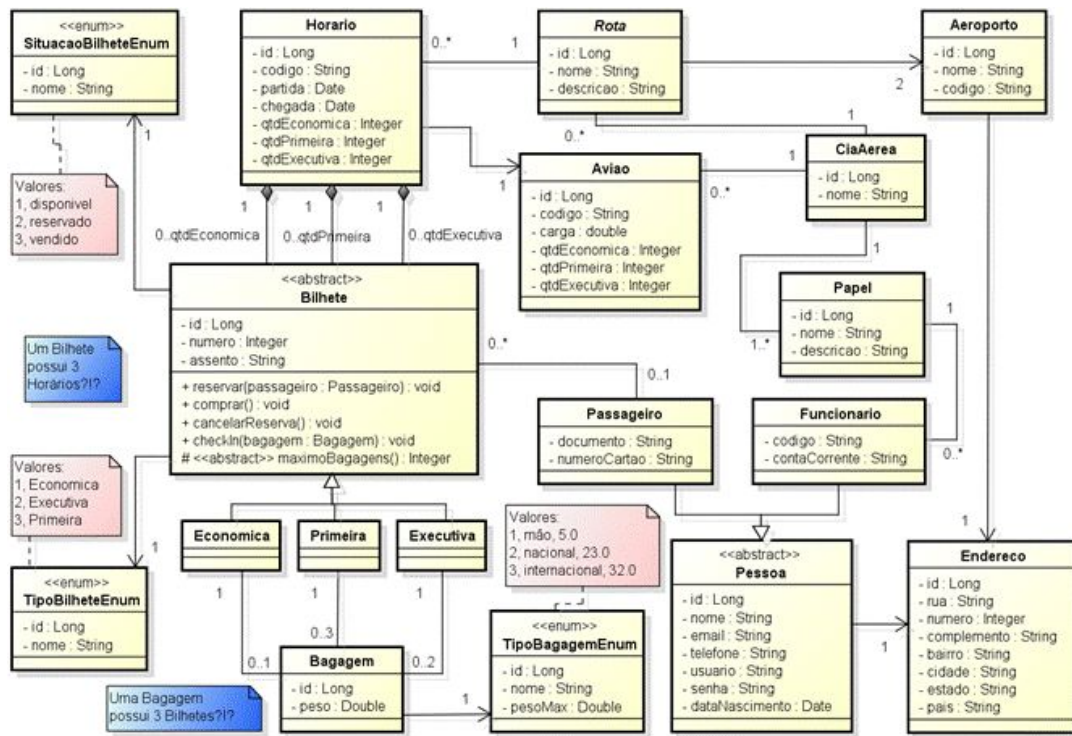 <<enum>>
SituacaoBilheteEnum
- id : Long
- nome : String
Horario
- id : Long
- codigo : String
- partida : Date
- chegada : Date
- qtdEconomica : Integer
- qtdPrimeira : Integer
- qtdExecutiva : Integer
0..*
1
Rota
- id : Long
- nome : String
- descricao : String
2
Aeroporto
- id : Long
- nome : String
- codigo : String
1
Valores:
1, disponivel
2, reservado
3, vendido
1
1
1
0..qtdEconomica
0..qtdPrimeira
0..qtdExecutiva
1
0..*
Aviao
- id : Long
- codigo : String
- carga : double
- qtdEconomica : Integer
- qtdPrimeira : Integer
- qtdExecutiva : Integer
1
0..*
1
CiaAerea
- id : Long
- nome : String
1
1..*
Papel
- id : Long
- nome : String
- descricao : String
1
0..*
<<abstract>>
Bilhete
- id : Long
- numero : Integer
- assento : String
+ reservar(passageiro : Passageiro) : void
+ comprar() : void
+ cancelarReserva() : void
+ checkIn(bagagem : Bagagem) : void
# <<abstract>> maximoBagagens() : Integer
Um Bilhete
possui 3
Horários?!?
0..*
0..1
Passageiro
- documento : String
- numeroCartao : String
Funcionario
- codigo : String
- contaCorrente : String
Valores:
1, Economica
2, Executiva
3, Primeira
1
<<enum>>
TipoBilheteEnum
- id : Long
- nome : String
Economica
Primeira
Executiva
1
1
1
0..1
0..3
0..2
Bagagem
- id : Long
- peso : Double
Uma Bagagem
possui 3 Bilhetes?!?
Valores:
1, mão, 5.0
2, nacional, 23.0
3, internacional, 32.0
1
<<enum>>
TipoBagagemEnum
- id : Long
- nome : String
- pesoMax : Double
<<abstract>>
Pessoa
- id : Long
- nome : String
- email : String
- telefone : String
- usuario : String
- senha : String
- dataNascimento : Date
1
1
Endereco
- id : Long
- rua : String
- numero : Integer
- complemento : String
- bairro : String
- cidade : String
- estado : String
- pais : String